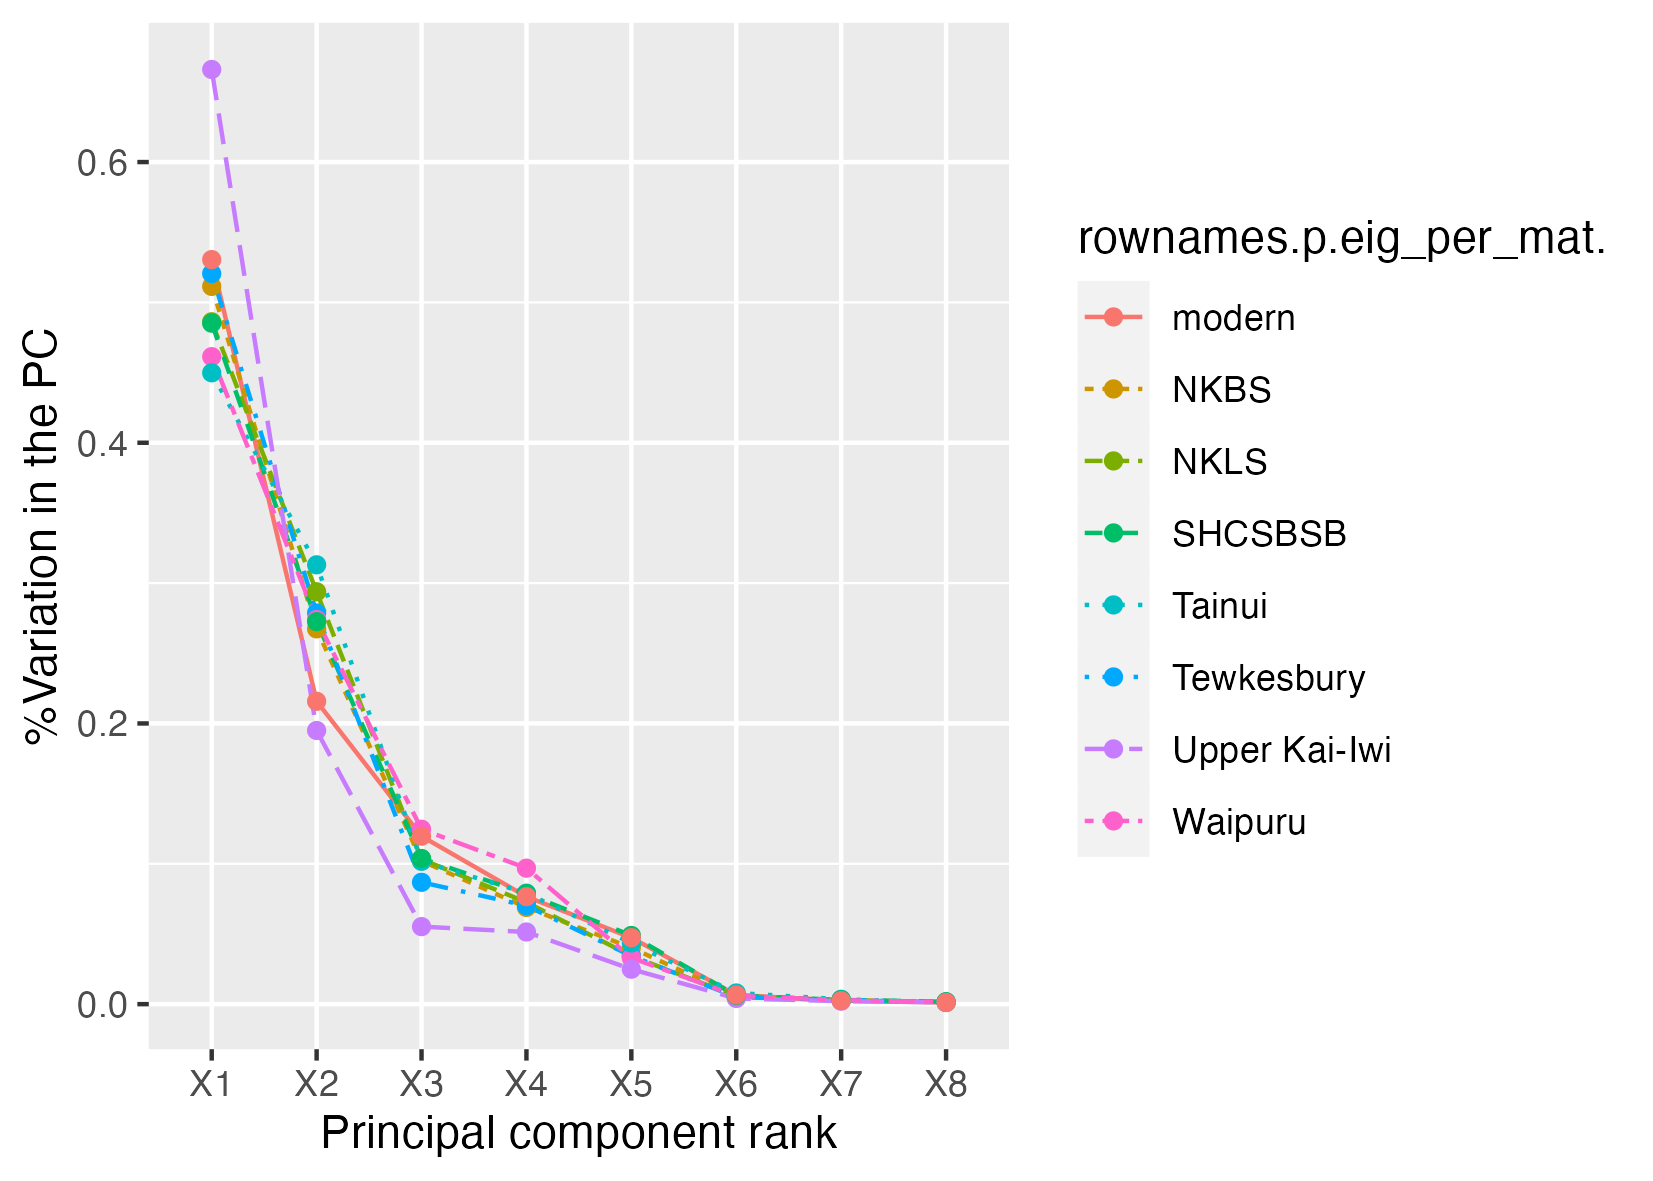 0.6
0.4
0.2
0.0
% Variation in the PC
X1 X2 X3 X4 X5 X6 X7 X8
Principal component rank
rownames.p.eig_per_mat.
modern
NKBS
NKLS
SHCSBSB
Tainui
Tewkesbury
Upper Kai-Iwi
Waipuru